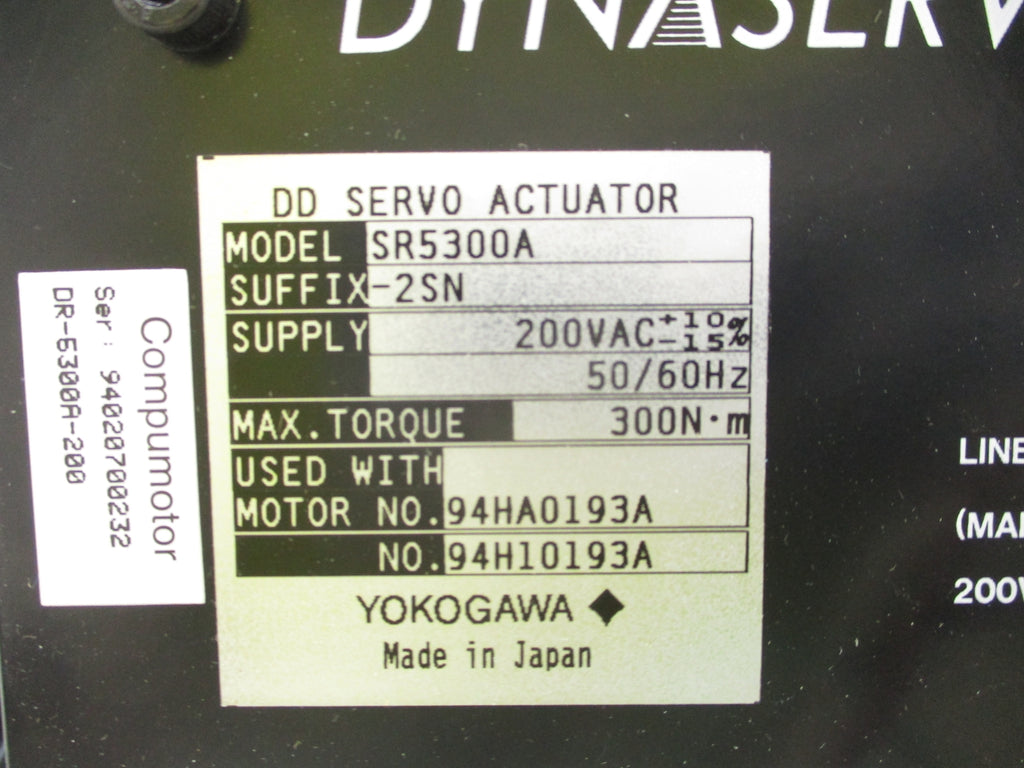 DYNASERV
DD SERVO ACTUATOR
MODEL SR5300A
SUFFIX -2SN
SUPPLY 200VAC +10 -15 %
50/60Hz
MAX.TORQUE 300N·m
USED WITH
MOTOR NO. 94HA0193A
NO. 94H10193A
YOKOGAWA
Made in Japan
Compumotor
Ser: 94020700232
DR-5300A-200
LINE
(MAI
200V